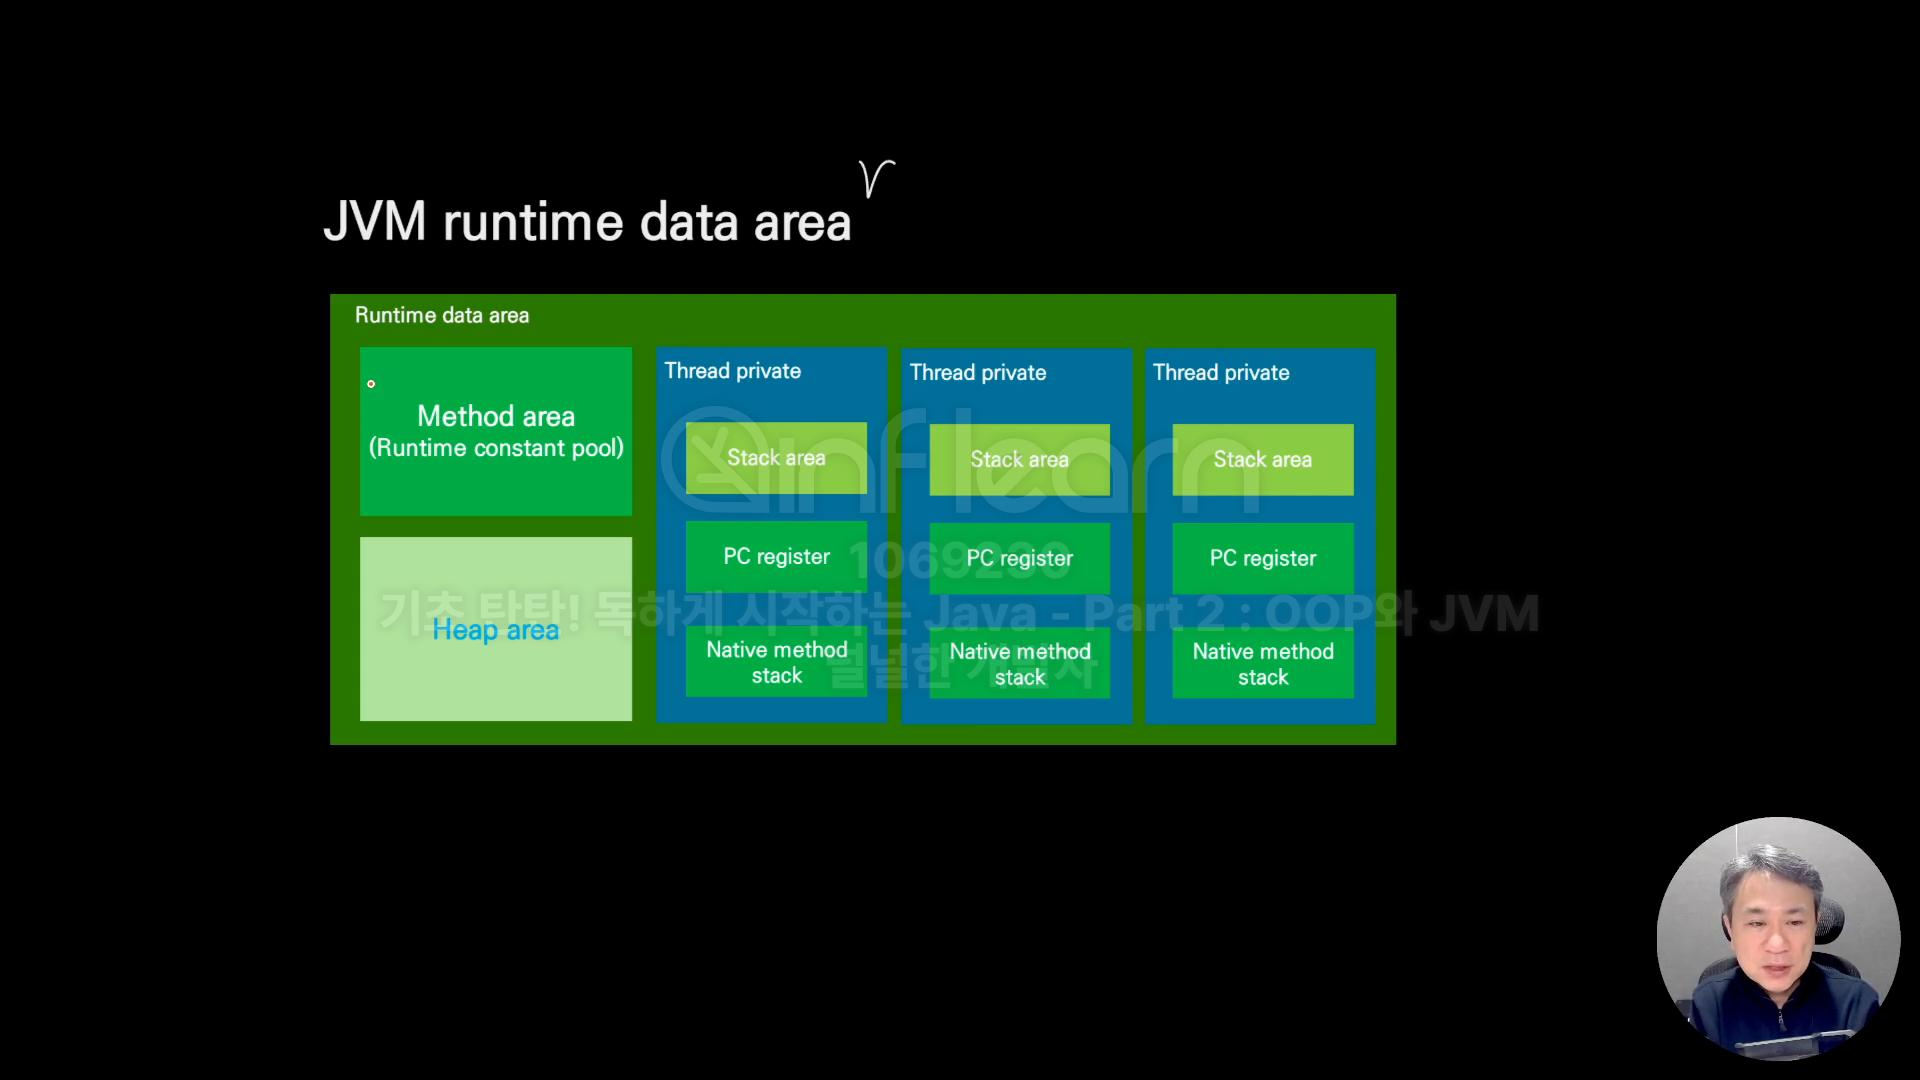 JVM runtime data area
Runtime data area
Method area
(Runtime constant pool)
Heap area
Thread private
Stack area
PC register
Native method
stack
Thread private
Stack area
PC register
Native method
stack
Thread private
Stack area
PC register
Native method
stack
inflearn
1069230
기초 탄탄! 독하게 시작하는 Java - Part 2 : OOP와 JVM
널널한 개발자